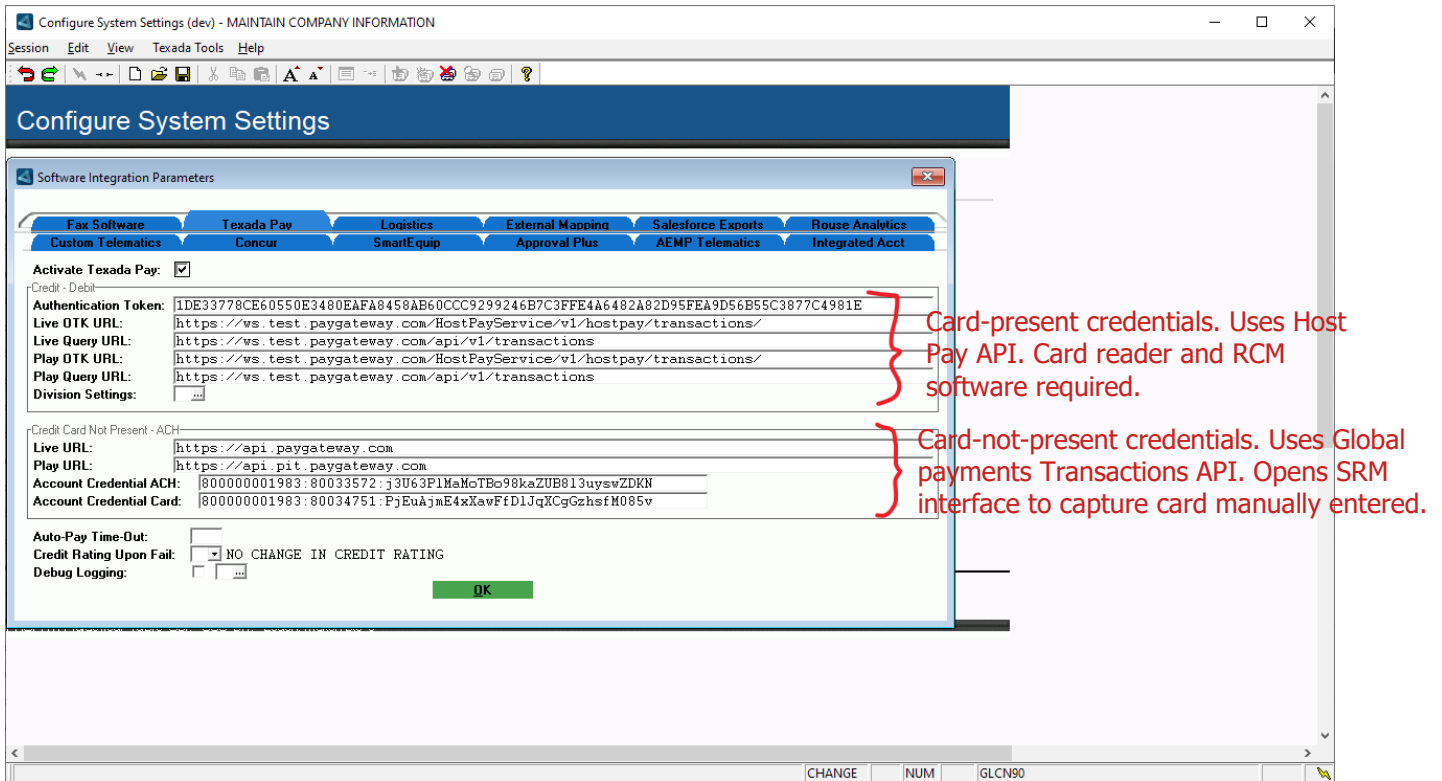 Configure System Settings (dev) - MAINTAIN COMPANY INFORMATION
Session Edit View Texada Tools Help
Configure System Settings
Software Integration Parameters
Fax Software Texada Pay Logistics External Mapping Salesforce Exports Rouse Analytics
Custom Telematics Concur SmartEquip Approval Plus AEMP Telematics Integrated Acct
Activate Texada Pay:
Credit - Debit
Authentication Token: 1DE33778CE60550E3480EAFA8458AB60CCC9299246B7C3FFE4A6482A82D95FEA9D56B55C3877C4981E
Live OTK URL: https://ws.test.paygateway.com/HostPayService/v1/hostpay/transactions/
Live Query URL: https://ws.test.paygateway.com/api/v1/transactions
Play OTK URL: https://ws.test.paygateway.com/HostPayService/v1/hostpay/transactions/
Play Query URL: https://ws.test.paygateway.com/api/v1/transactions
Division Settings: ...
Card-present credentials. Uses Host
Pay API. Card reader and RCM
software required.
Credit Card Not Present - ACH
Live URL: https://api.paygateway.com
Play URL: https://api.pit.paygateway.com
Account Credential ACH: 800000001983:80033572:j3U63PlMaMoTBo98kaZUB8l3uyswZDKN
Account Credential Card: 800000001983:80034751:PjEuAjmE4xXawFfDlJqXCgGzhsfM085v
Card-not-present credentials. Uses Global
payments Transactions API. Opens SRM
interface to capture card manually entered.
Auto-Pay Time-Out:
Credit Rating Upon Fail: NO CHANGE IN CREDIT RATING
Debug Logging: ...
OK
CHANGE NUM GLCN90